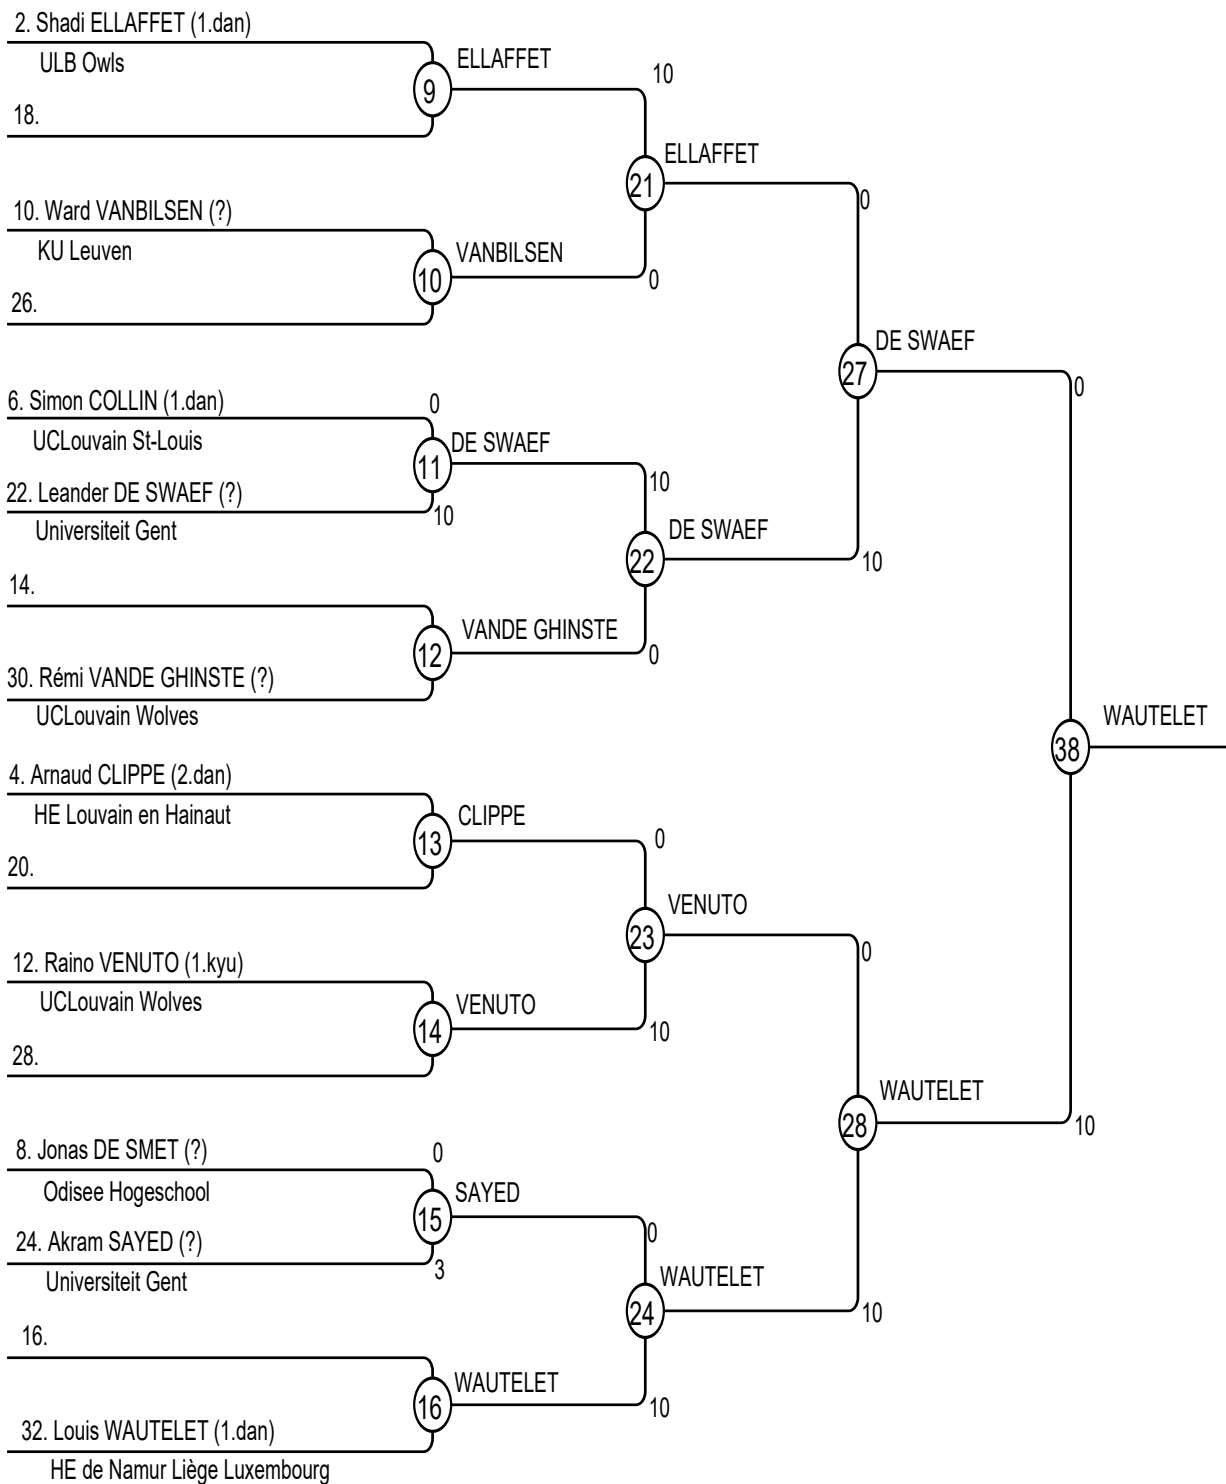 2. Shadi ELLAFFET (1.dan)
ULB Owls
9
ELLAFFET
10
18.
21
ELLAFFET
0
10. Ward VANBILSEN (?)
KU Leuven
10
VANBILSEN
0
26.
27
DE SWAEF
0
6. Simon COLLIN (1.dan)
0
UCLouvain St-Louis
11
DE SWAEF
10
22. Leander DE SWAEF (?)
10
Universiteit Gent
22
DE SWAEF
10
14.
12
VANDE GHINSTE
0
30. Rémi VANDE GHINSTE (?)
UCLouvain Wolves
38
WAUTELET
4. Arnaud CLIPPE (2.dan)
HE Louvain en Hainaut
13
CLIPPE
0
20.
23
VENUTO
0
12. Raino VENUTO (1.kyu)
UCLouvain Wolves
14
VENUTO
10
28.
28
WAUTELET
10
8. Jonas DE SMET (?)
0
Odisee Hogeschool
15
SAYED
0
24. Akram SAYED (?)
3
Universiteit Gent
24
WAUTELET
10
16.
16
WAUTELET
10
32. Louis WAUTELET (1.dan)
HE de Namur Liège Luxembourg